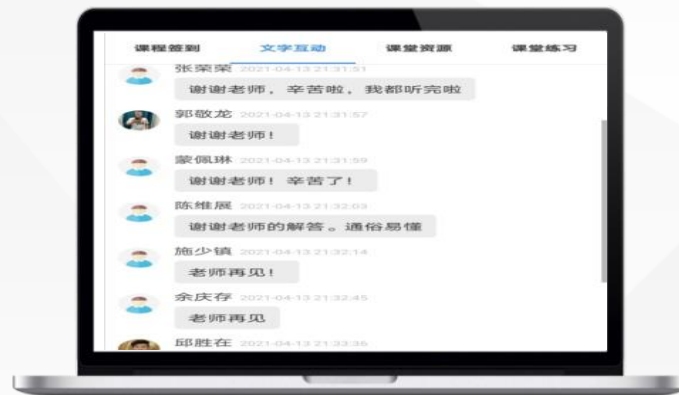 课程签到 文字互动 课堂资源 课堂练习
张荣荣 2021-04-13 21:31:51
谢谢老师，辛苦啦，我都听完啦
郭敬龙 2021-04-13 21:31:57
谢谢老师！
蒙佩琳 2021-04-13 21:31:59
谢谢老师！辛苦了！
陈维展 2021-04-13 21:32:03
谢谢老师的解答。通俗易懂
施少镇 2021-04-13 21:32:14
老师再见！
余庆存 2021-04-13 21:32:45
老师再见
邱胜在 2021-04-13 21:33:36